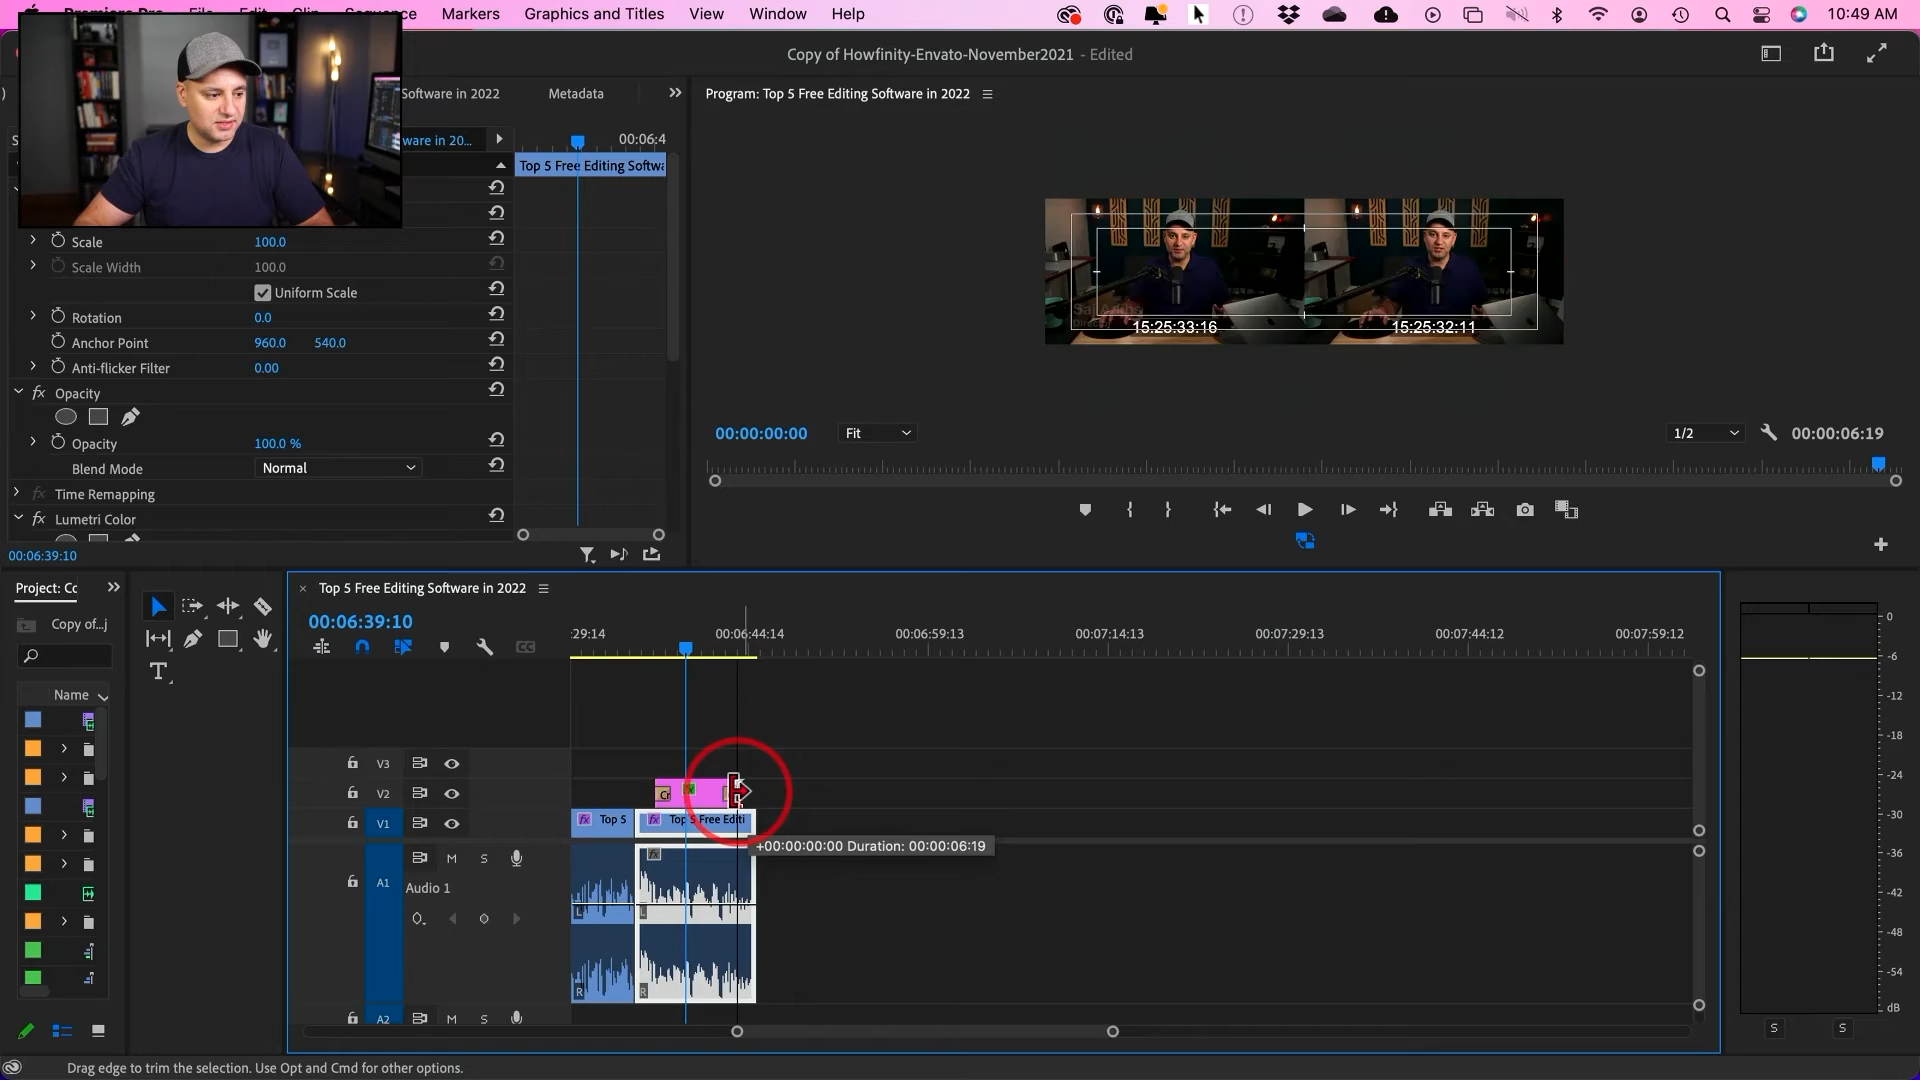 Markers Graphics and Titles View Window Help 10:49 AM
Copy of Howfinity-Envato-November2021 - Edited
Software in 2022 Metadata
Program: Top 5 Free Editing Software in 2022
ware in 20... 00:06:4
Top 5 Free Editing Softwa
Scale 100.0
Scale Width 100.0
Uniform Scale
Rotation 0.0
Anchor Point 960.0 540.0
Anti-flicker Filter 0.00
fx Opacity
Opacity 100.0 %
Blend Mode Normal
fx Time Remapping
fx Lumetri Color
00:06:39:10
15:25:33:16 15:25:32:11
00:00:00:00 Fit 1/2 00:00:06:19
Project: Cc
Copy of...j
Name
Top 5 Free Editing Software in 2022
00:06:39:10
:29:14 00:06:44:14 00:06:59:13 00:07:14:13 00:07:29:13 00:07:44:12 00:07:59:12
V3
V2 Cr
V1 fx Top 5 fx Top 5 Free Editi
+00:00:00:00 Duration: 00:00:06:19
M S
A1 Audio 1
L L
R R
A2 M S
0
-6
-12
-18
-24
-30
-36
-42
-48
-54
dB
S S
Drag edge to trim the selection. Use Opt and Cmd for other options.